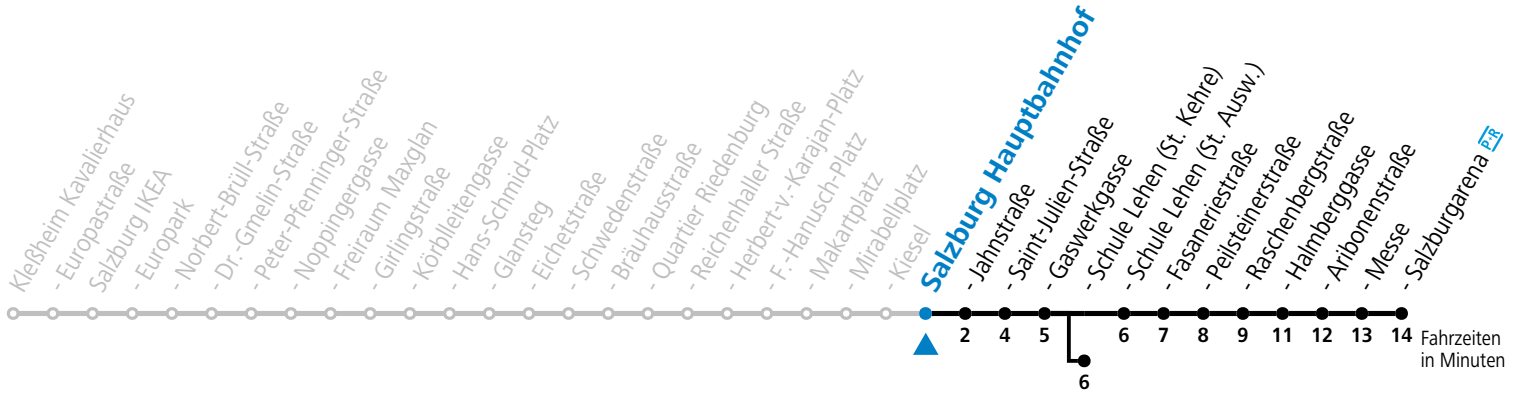 Kleßheim Kavalierhaus
- Europastraße
Salzburg IKEA
- Europark
- Norbert-Brüll-Straße
- Dr.-Gmelin-Straße
- Peter-Pfenninger-Straße
- Noppingergasse
- Freiraum Maxglan
- Girlingstraße
- Körblleitengasse
- Hans-Schmid-Platz
- Glansteg
- Eichetstraße
- Schwedenstraße
- Bräuhausstraße
- Quartier Riedenburg
- Reichenhaller Straße
- Herbert-v.-Karajan-Platz
- F.-Hanusch-Platz
- Makartplatz
- Mirabellplatz
- Kiesel
Salzburg Hauptbahnhof
- Jahnstraße
- Saint-Julien-Straße
- Gaswerkgasse
- Schule Lehen (St. Kehre)
- Schule Lehen (St. Ausw.)
- Fasaneriestraße
- Peilsteinerstraße
- Raschenbergstraße
- Halmberggasse
- Aribonenstraße
- Messe
- Salzburgarena P+R
2 4 5 6 7 8 9 11 12 13 14 Fahrzeiten
in Minuten
6